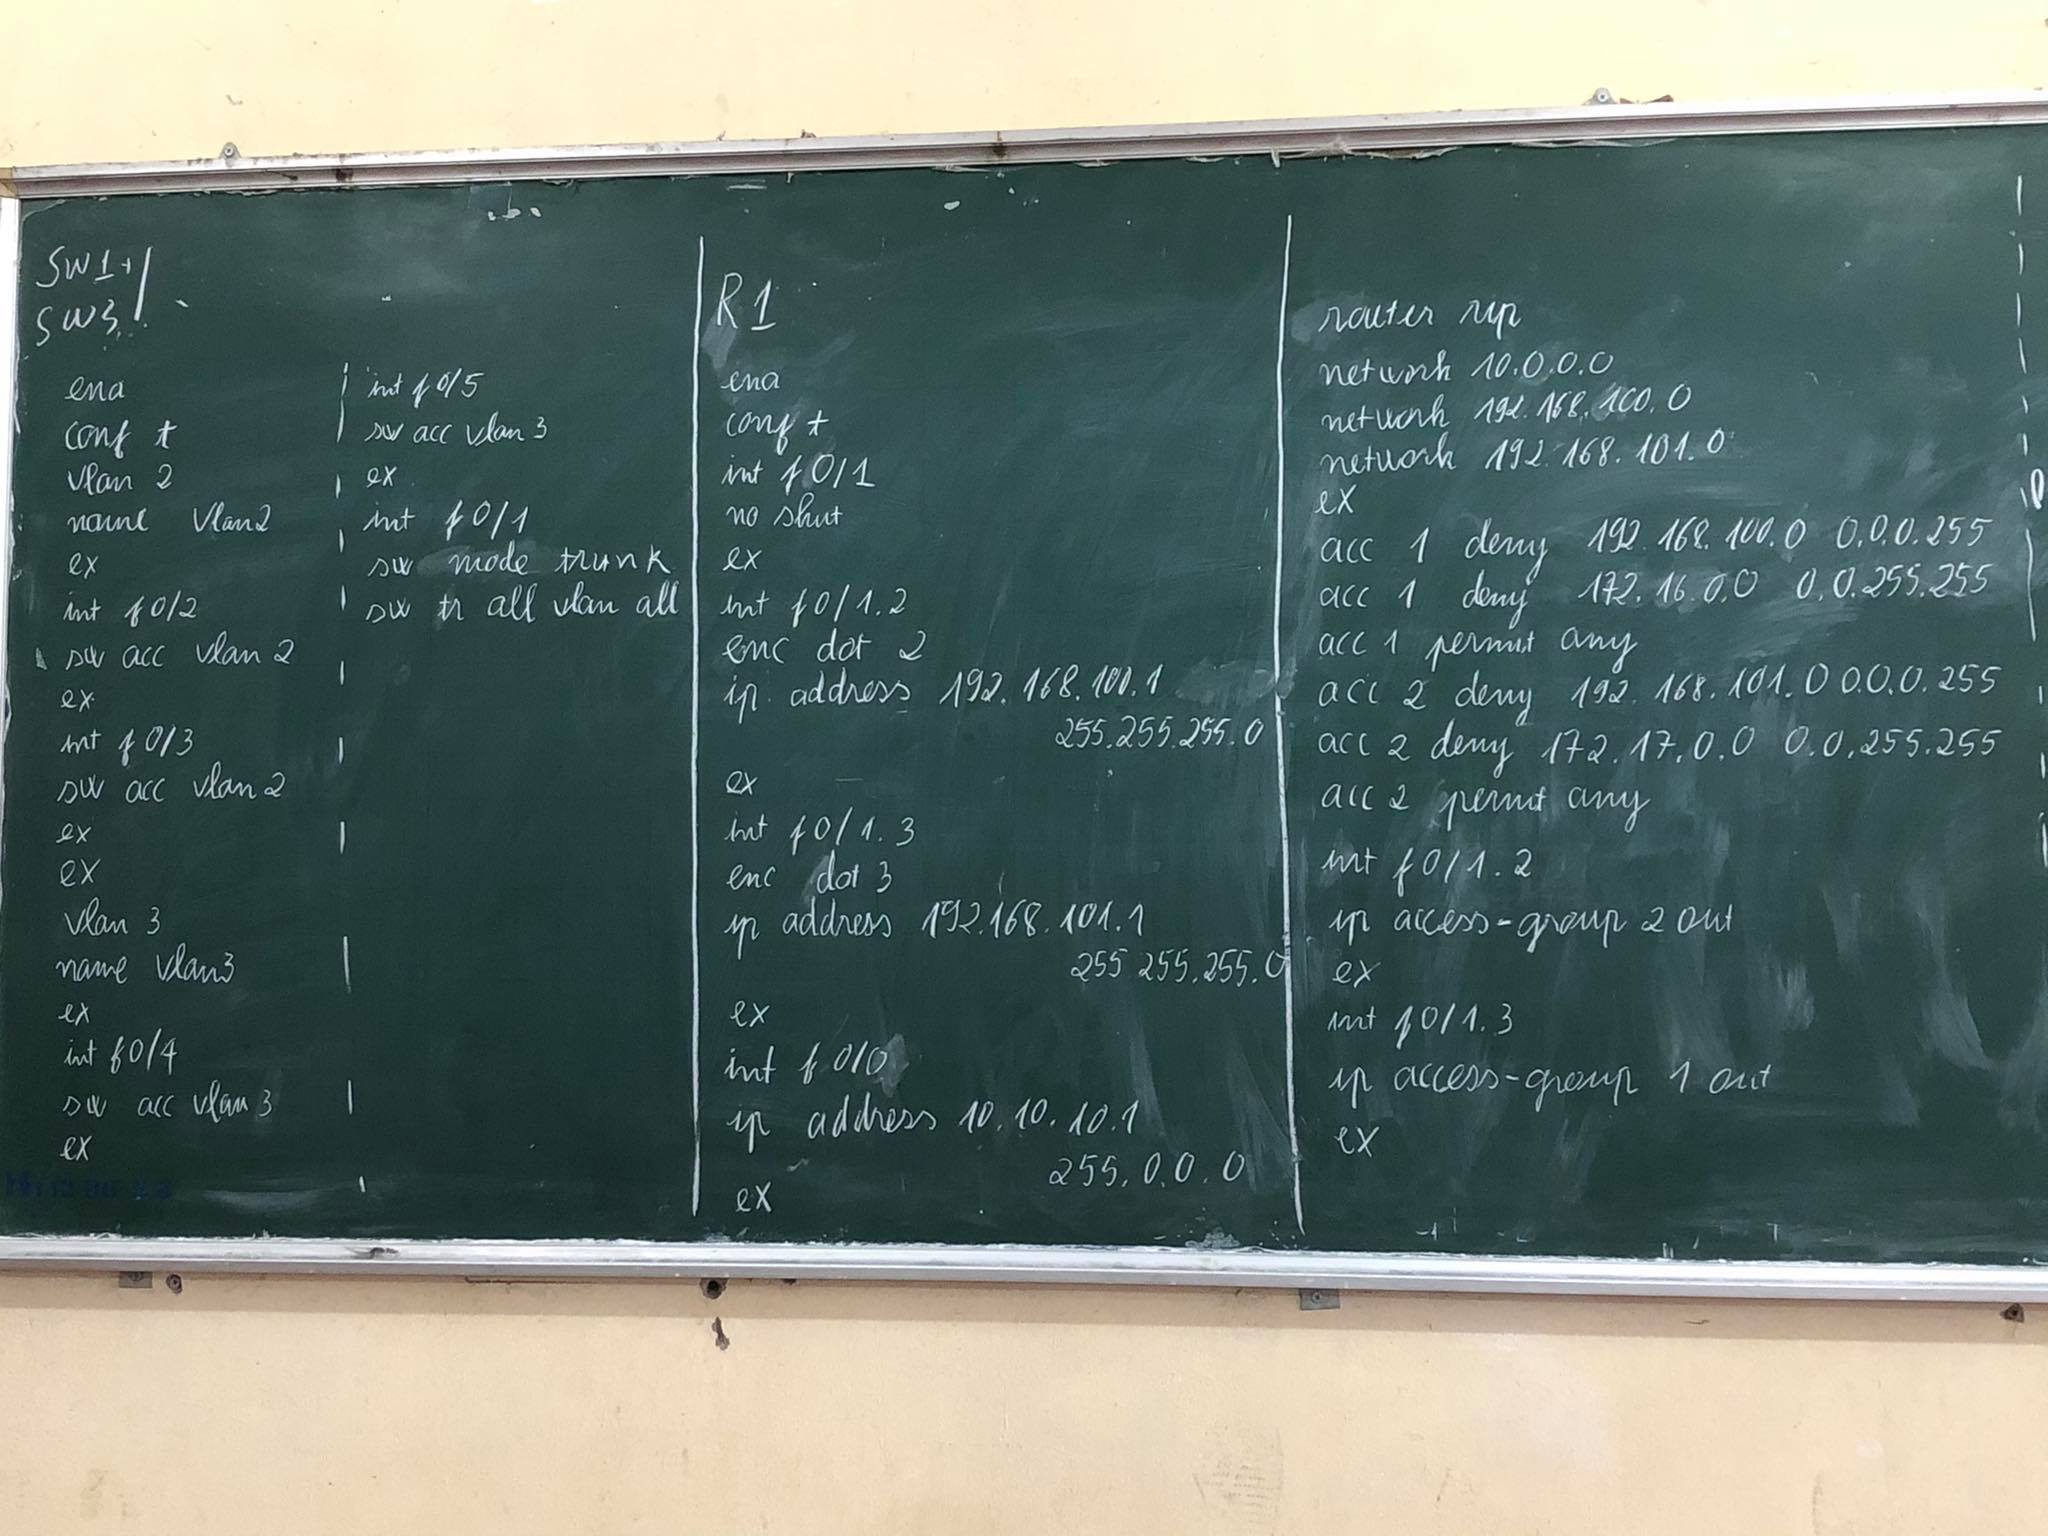 SW1 +
SW3
ena
conf t
vlan 2
name Vlan2
ex
int f0/2
sw acc vlan 2
ex
int f0/3
sw acc vlan 2
ex
ex
vlan 3
name vlan3
ex
int f0/4
sw acc vlan 3
ex
int f0/5
sw acc vlan 3
ex
int f0/1
sw mode trunk
sw tr all vlan all
R1
ena
conf t
int f0/1
no shut
ex
int f0/1.2
enc dot 2
ip address 192.168.100.1
255.255.255.0
ex
int f0/1.3
enc dot 3
ip address 192.168.101.1
255 255.255.0
ex
int f0/0
ip address 10.10.10.1
255.0.0.0
ex
router rip
network 10.0.0.0
network 192.168.100.0
network 192.168.101.0
ex
acc 1 deny 192.168.100.0 0.0.0.255
acc 1 deny 172.16.0.0 0.0.255.255
acc 1 permit any
acc 2 deny 192.168.101.0 0.0.0.255
acc 2 deny 172.17.0.0 0.0.255.255
acc 2 permit any
int f0/1.2
ip access-group 2 out
ex
int f0/1.3
ip access-group 1 out
ex